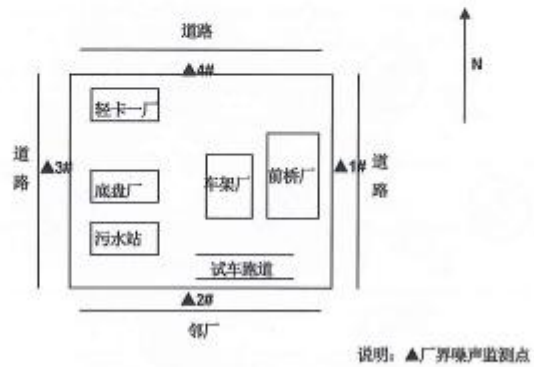 道路
▲4#
N
轻卡一厂
道路
▲3#
底盘厂
车架厂
前桥厂
▲1#
道路
污水站
试车跑道
▲2#
邻厂
说明：▲厂界噪声监测点